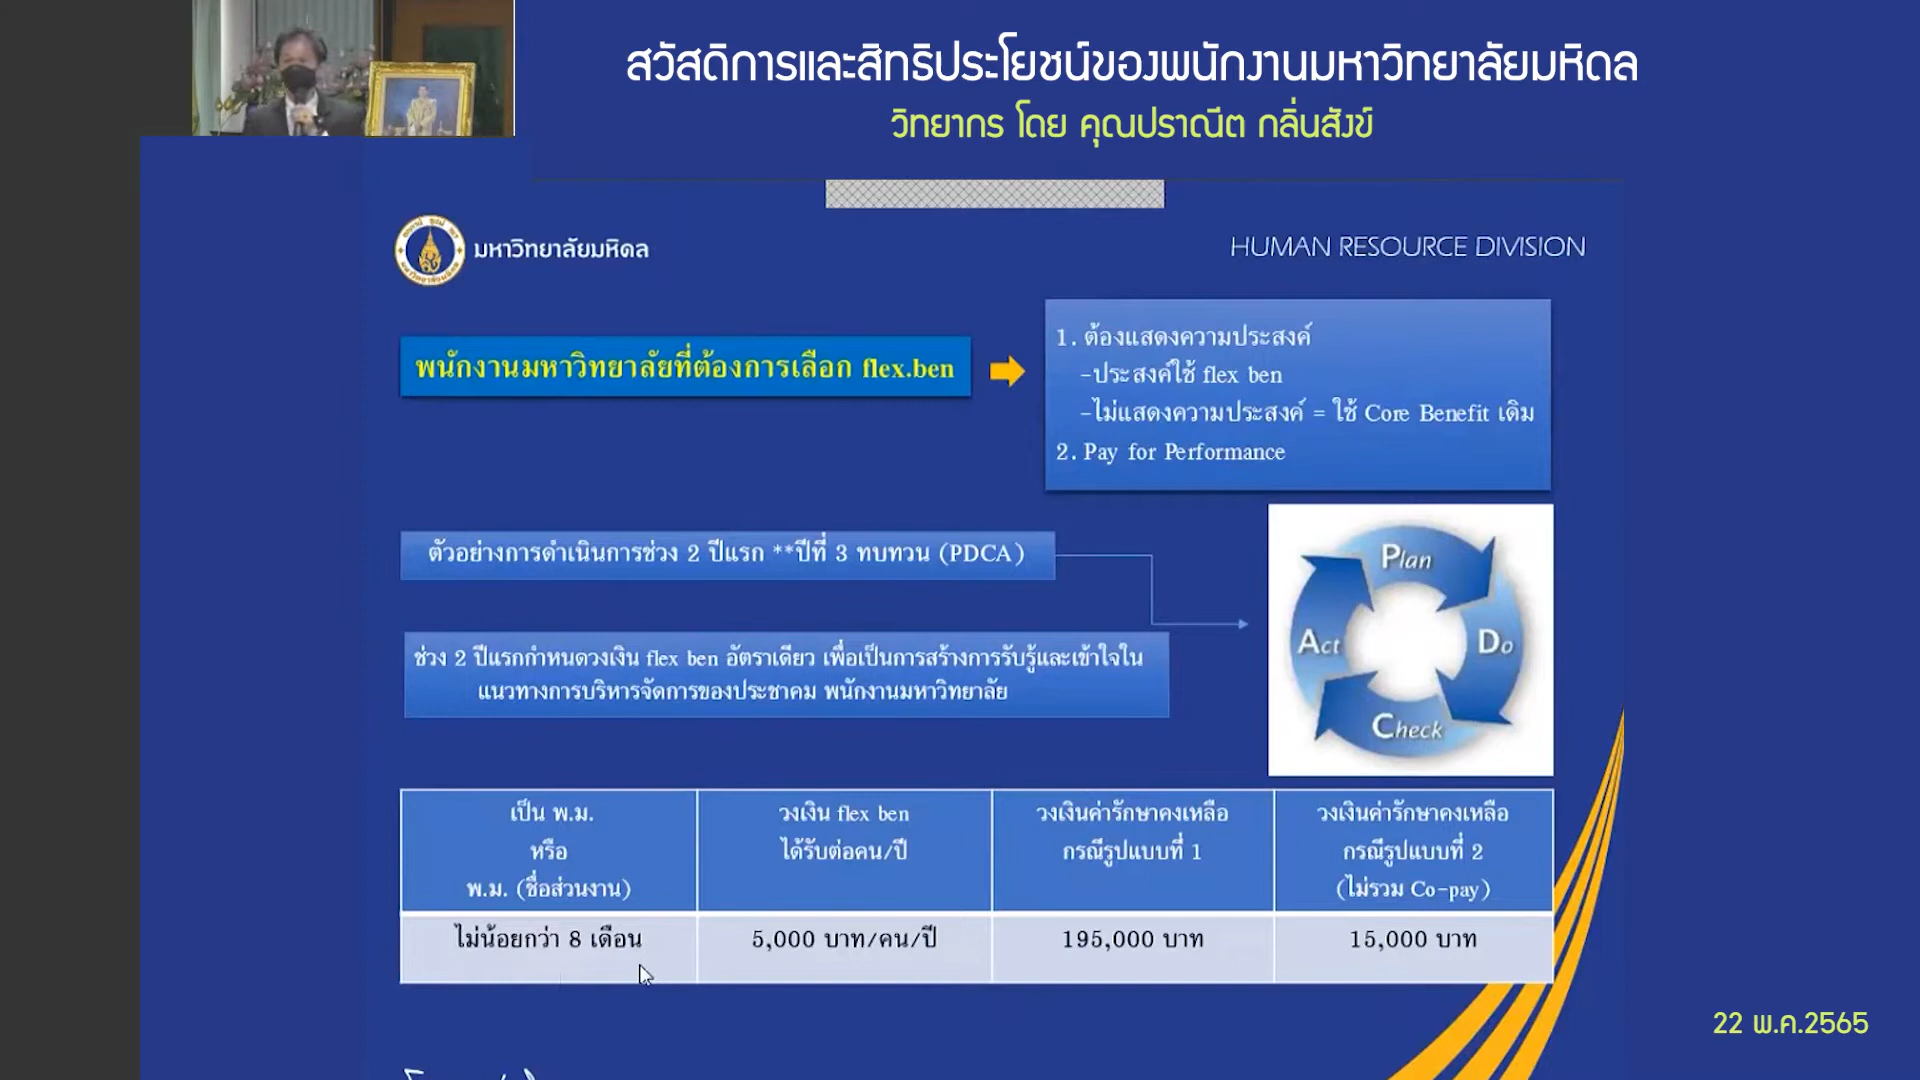 สวัสดิการและสิทธิประโยชน์ของพนักงานมหาวิทยาลัยมหิดล
วิทยากร โดย คุณปราณีต กลิ่นสังข์
มหาวิทยาลัยมหิดล
HUMAN RESOURCE DIVISION
พนักงานมหาวิทยาลัยที่ต้องการเลือก flex.ben
1. ต้องแสดงความประสงค์
-ประสงค์ใช้ flex ben
-ไม่แสดงความประสงค์ = ใช้ Core Benefit เดิม
2. Pay for Performance
ตัวอย่างการดำเนินการช่วง 2 ปีแรก **ปีที่ 3 ทบทวน (PDCA)
ช่วง 2 ปีแรกกำหนดวงเงิน flex ben อัตราเดียว เพื่อเป็นการสร้างการรับรู้และเข้าใจใน
แนวทางการบริหารจัดการของประชาคม พนักงานมหาวิทยาลัย
Plan
Do
Check
Act
เป็น พ.ม.
หรือ
พ.ม. (ชื่อส่วนงาน)
วงเงิน flex ben
ได้รับต่อคน/ปี
วงเงินค่ารักษาคงเหลือ
กรณีรูปแบบที่ 1
วงเงินค่ารักษาคงเหลือ
กรณีรูปแบบที่ 2
(ไม่รวม Co-pay)
ไม่น้อยกว่า 8 เดือน
5,000 บาท/คน/ปี
195,000 บาท
15,000 บาท
22 พ.ค.2565